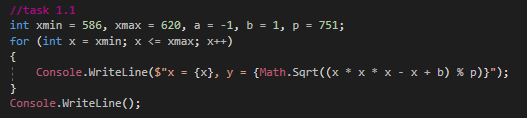 //task 1.1
int xmin = 586, xmax = 620, a = -1, b = 1, p = 751;
for (int x = xmin; x <= xmax; x++)
{
Console.WriteLine($"x = {x}, y = {Math.Sqrt((x * x * x - x + b) % p)}");
}
Console.WriteLine();